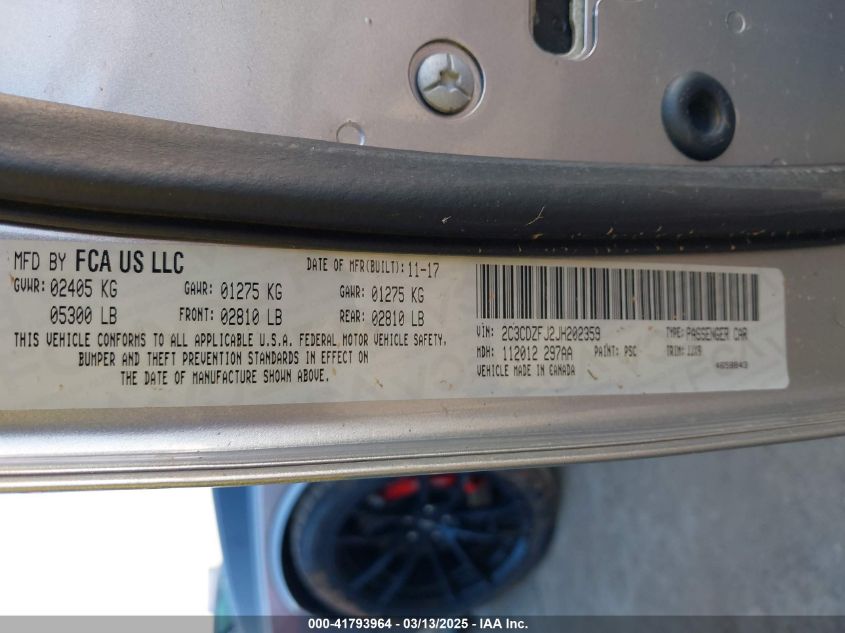 MFD BY FCA US LLC DATE OF MFR(BUILT): 11-17
GVWR: 02405 KG GAWR: 01275 KG GAWR: 01275 KG
05300 LB FRONT: 02810 LB REAR: 02810 LB
THIS VEHICLE CONFORMS TO ALL APPLICABLE U.S.A. FEDERAL MOTOR VEHICLE SAFETY,
BUMPER AND THEFT PREVENTION STANDARDS IN EFFECT ON
THE DATE OF MANUFACTURE SHOWN ABOVE.
VIN: 2C3CDZFJ2JH202359 TYPE: PASSENGER CAR
MDH: 112012 297AA PAINT: PSC TRIM: JJX9
VEHICLE MADE IN CANADA 4658843
000-41793964 - 03/13/2025 - IAA Inc.